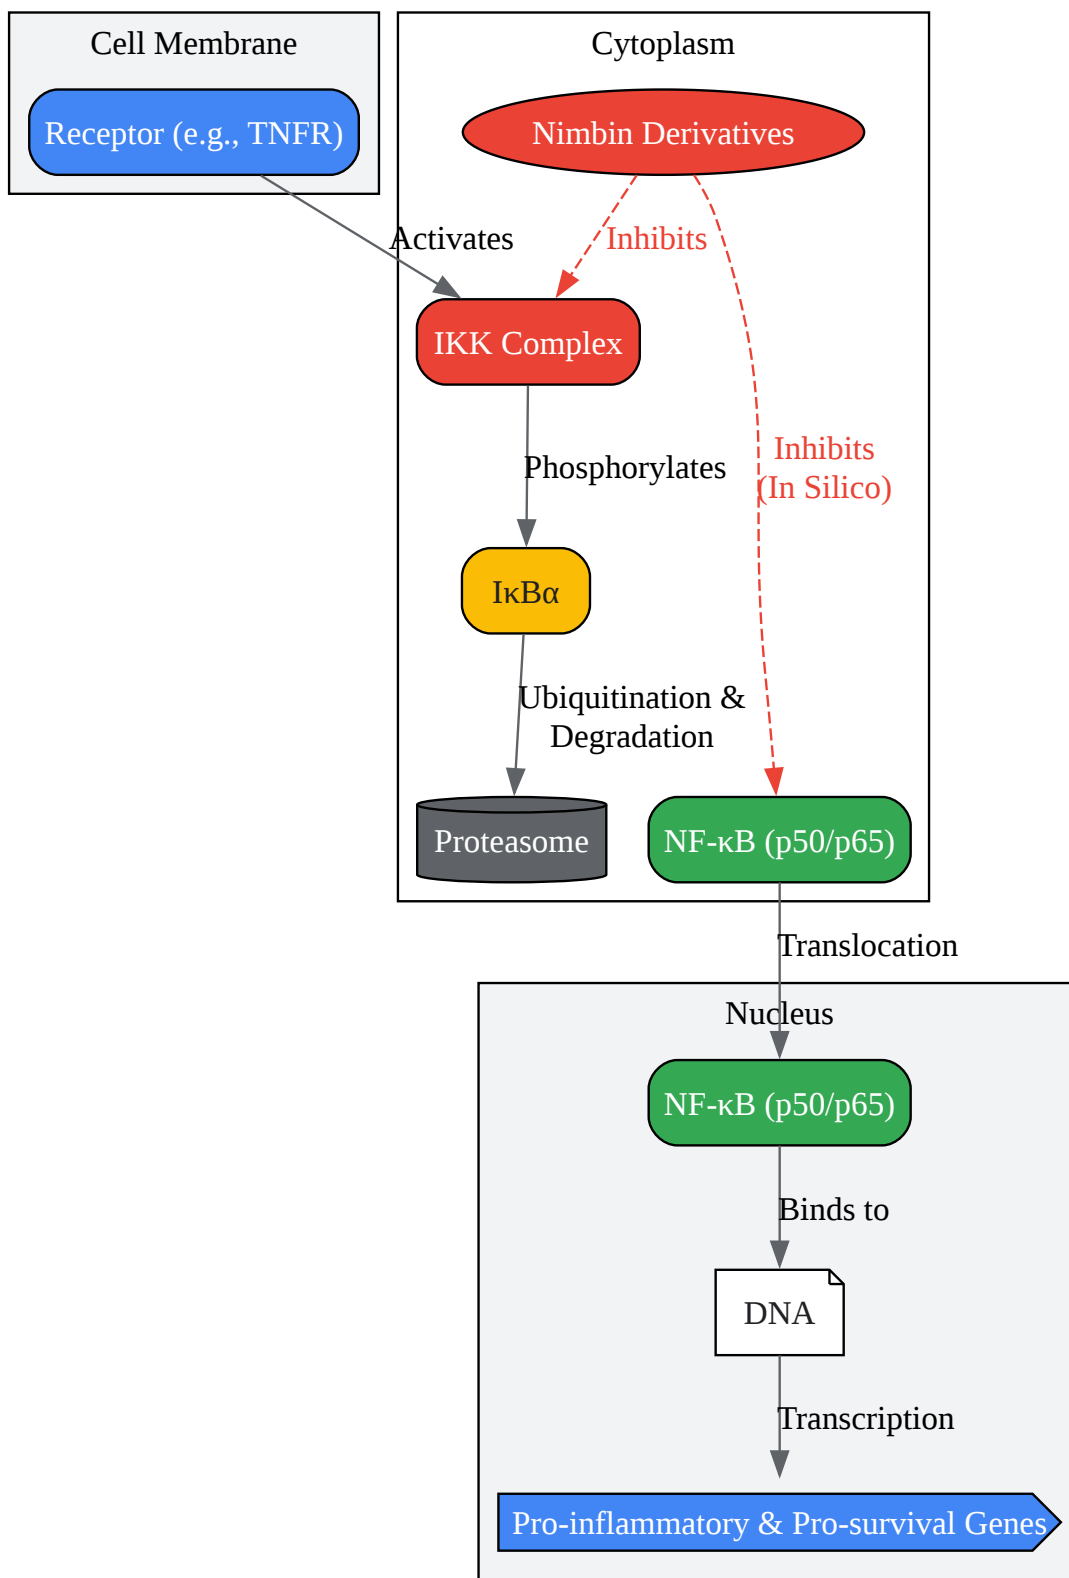 Cell Membrane
Cytoplasm
Receptor (e.g., TNFR)
Nimbin Derivatives
Activates
Inhibits
IKK Complex
Inhibits
(In Silico)
Phosphorylates
IκBα
Ubiquitination &
Degradation
Proteasome
NF-κB (p50/p65)
Translocation
Nucleus
NF-κB (p50/p65)
Binds to
DNA
Transcription
Pro-inflammatory & Pro-survival Genes